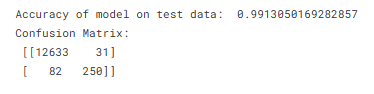 Accuracy of model on test data:  0.9913050169282857
Confusion Matrix:
[[12633    31]
[   82   250]]